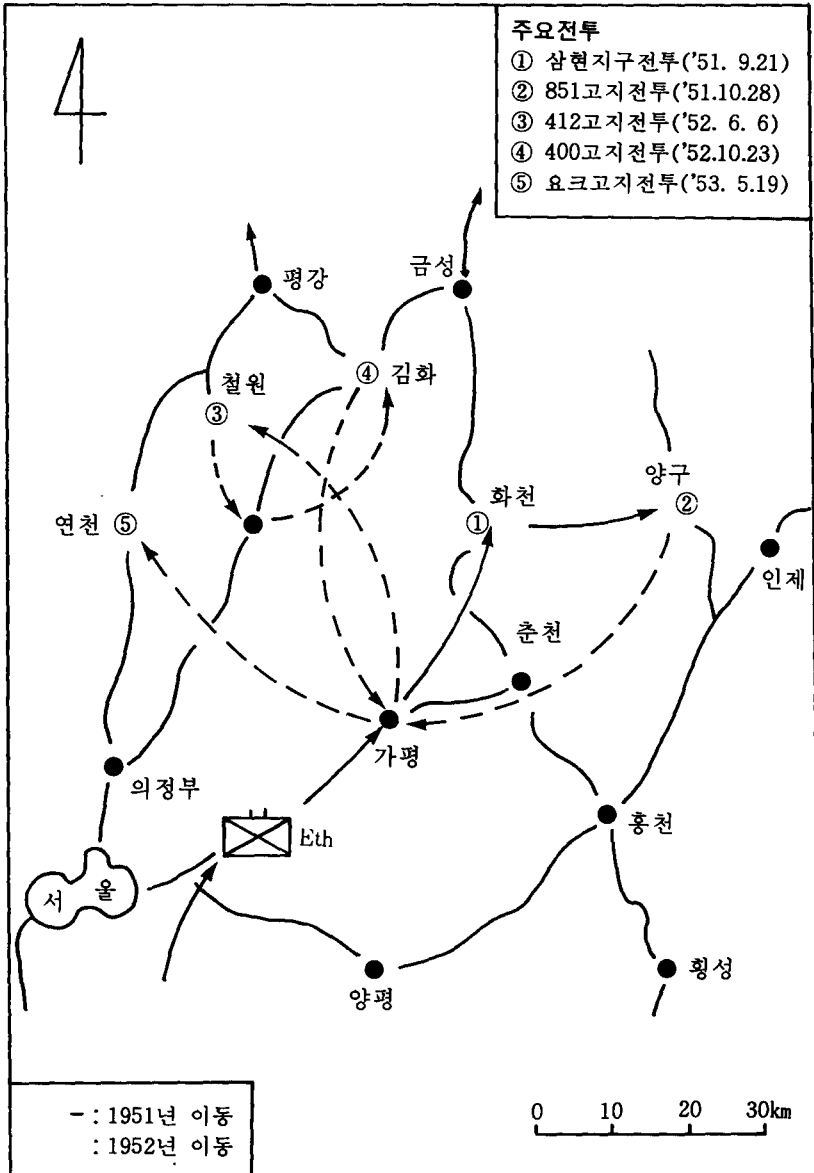 주요전투
① 삼현지구전투('51. 9.21)
② 851고지전투('51.10.28)
③ 412고지전투('52. 6. 6)
④ 400고지전투('52.10.23)
⑤ 요크고지전투('53. 5.19)
평강
금성
④ 김화
철원
③
양구
②
화천
①
연천 ⑤
인제
춘천
가평
의정부
Eth
홍천
서 울
양평
횡성
- : 1951년 이동
: 1952년 이동
0 10 20 30km